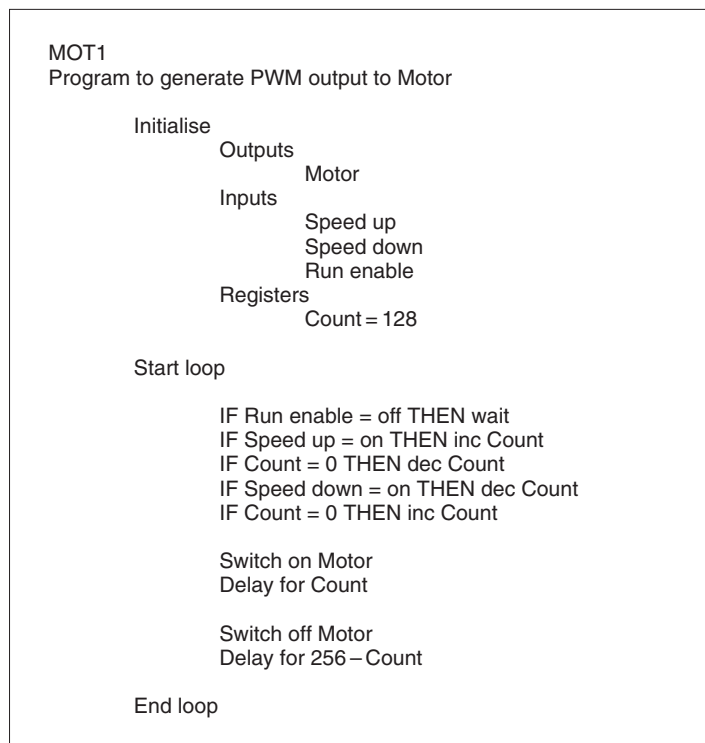 MOT1
Program to generate PWM output to Motor
Initialise
Outputs
Motor
Inputs
Speed up
Speed down
Run enable
Registers
Count = 128
Start loop
IF Run enable = off THEN wait
IF Speed up = on THEN inc Count
IF Count = 0 THEN dec Count
IF Speed down = on THEN dec Count
IF Count = 0 THEN inc Count
Switch on Motor
Delay for Count
Switch off Motor
Delay for 256 – Count
End loop